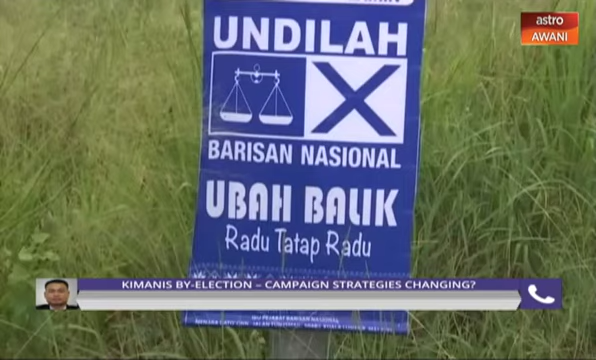 astro
AWANI
UNDILAH
BARISAN NASIONAL
UBAH BALIK
Radu Tatap Radu
KIMANIS BY-ELECTION – CAMPAIGN STRATEGIES CHANGING?